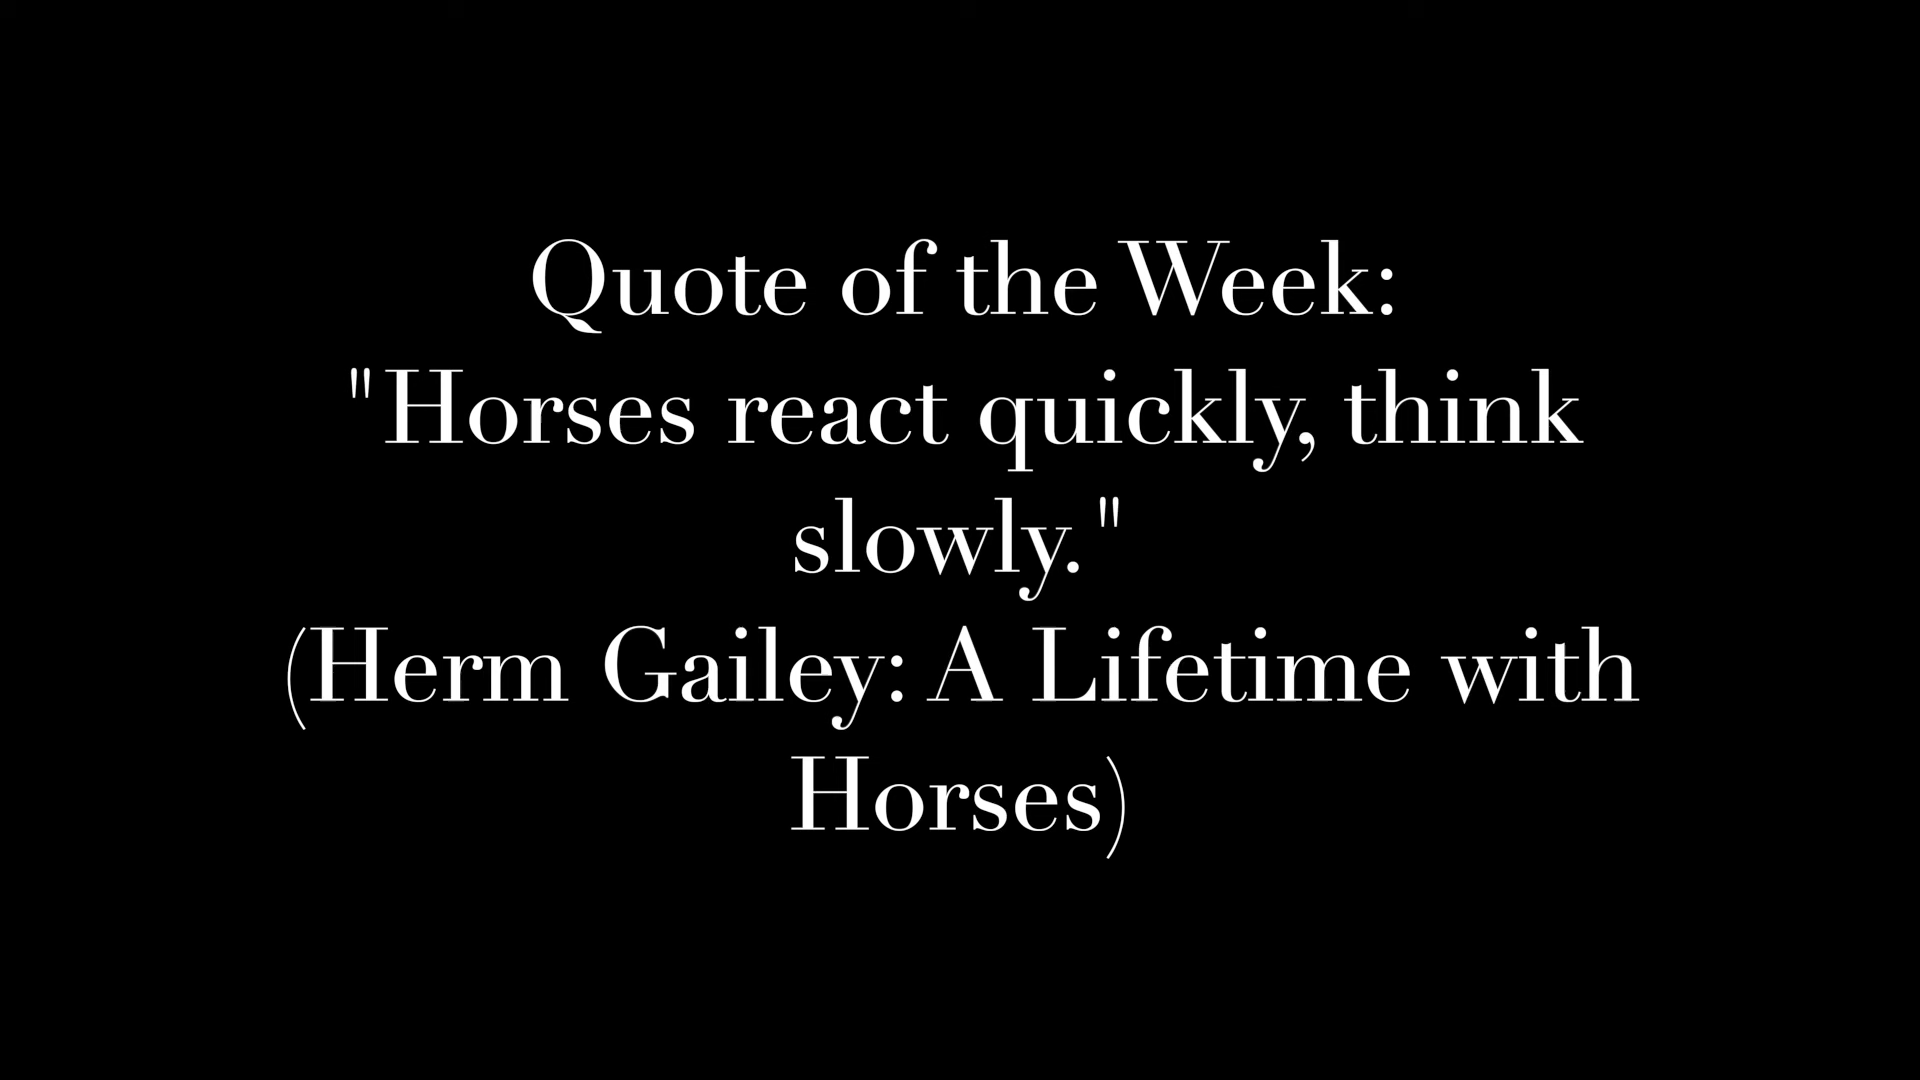 Quote of the Week:
"Horses react quickly, think
slowly."
(Herm Gailey: A Lifetime with
Horses)